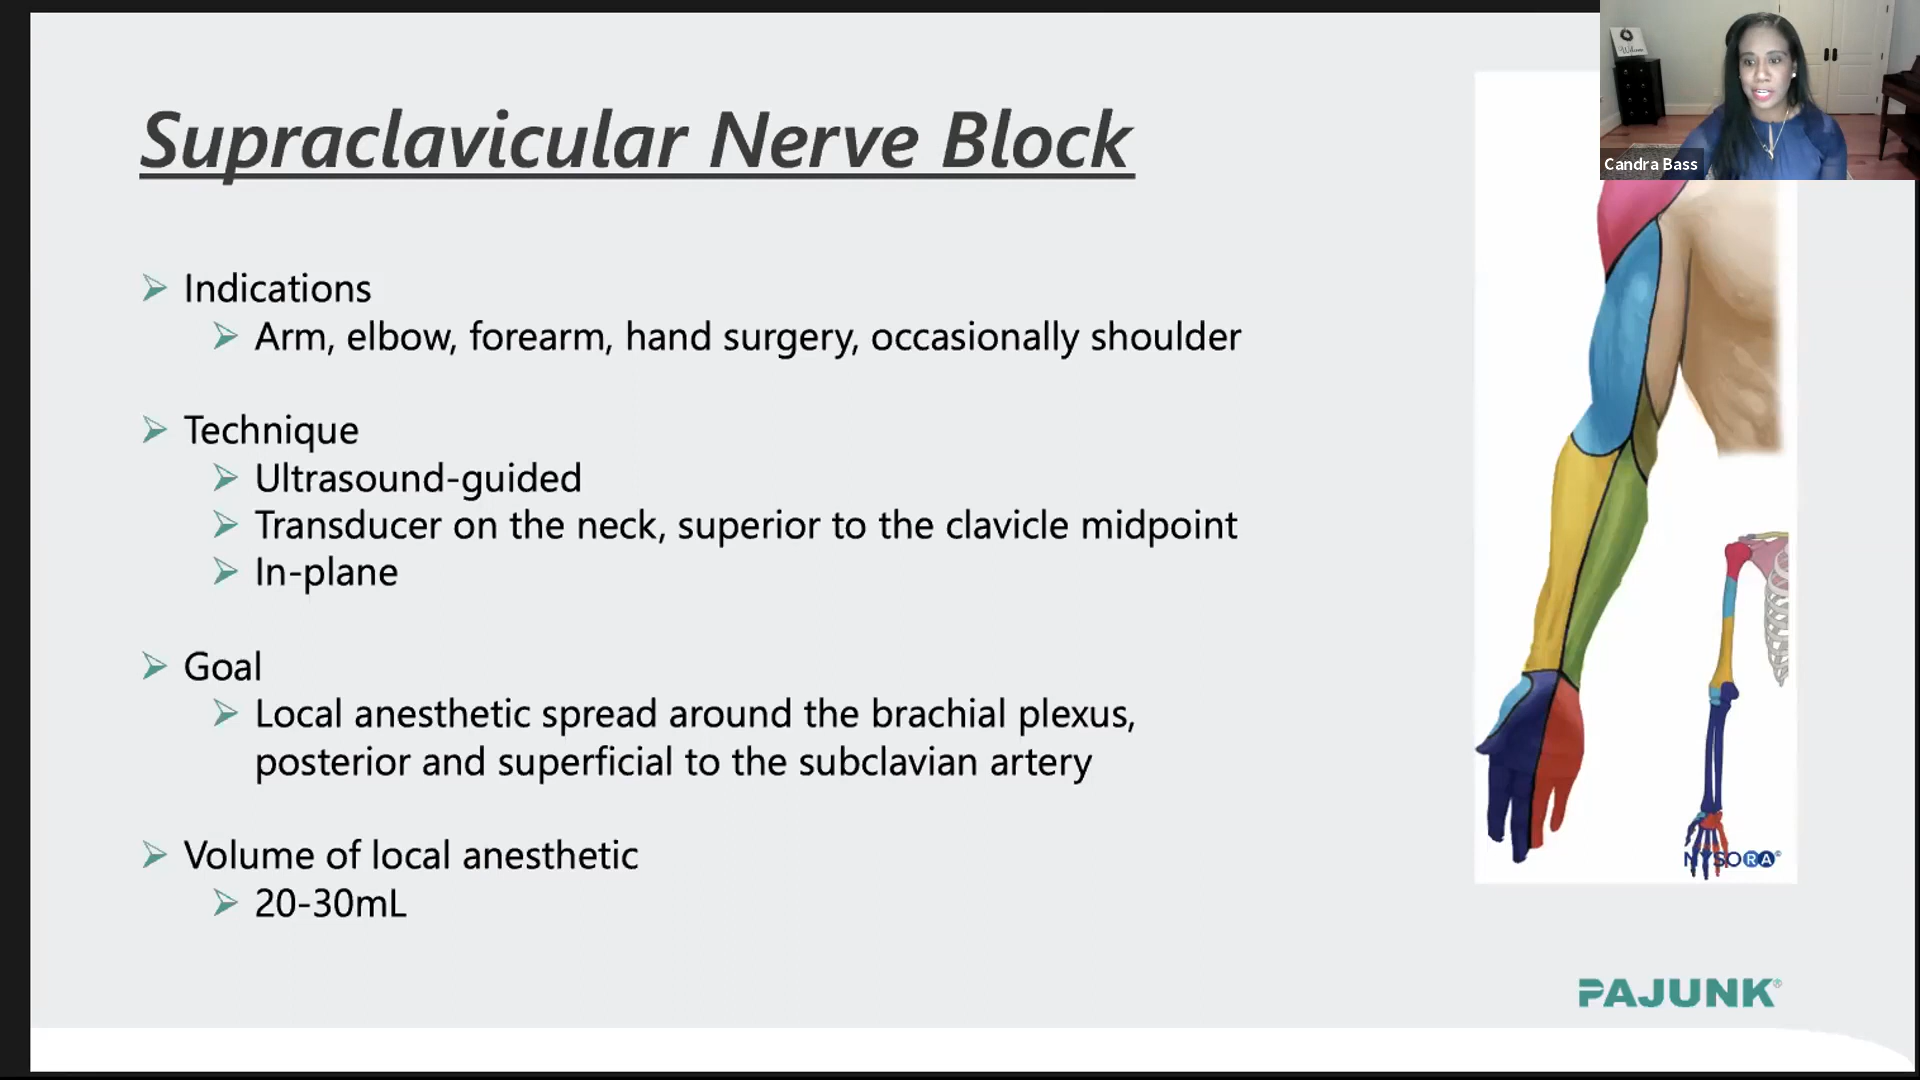 Supraclavicular Nerve Block
Indications
Arm, elbow, forearm, hand surgery, occasionally shoulder
Technique
Ultrasound-guided
Transducer on the neck, superior to the clavicle midpoint
In-plane
Goal
Local anesthetic spread around the brachial plexus,
posterior and superficial to the subclavian artery
Volume of local anesthetic
20-30mL
Welcome
Candra Bass
NYSORA®
PAJUNK®